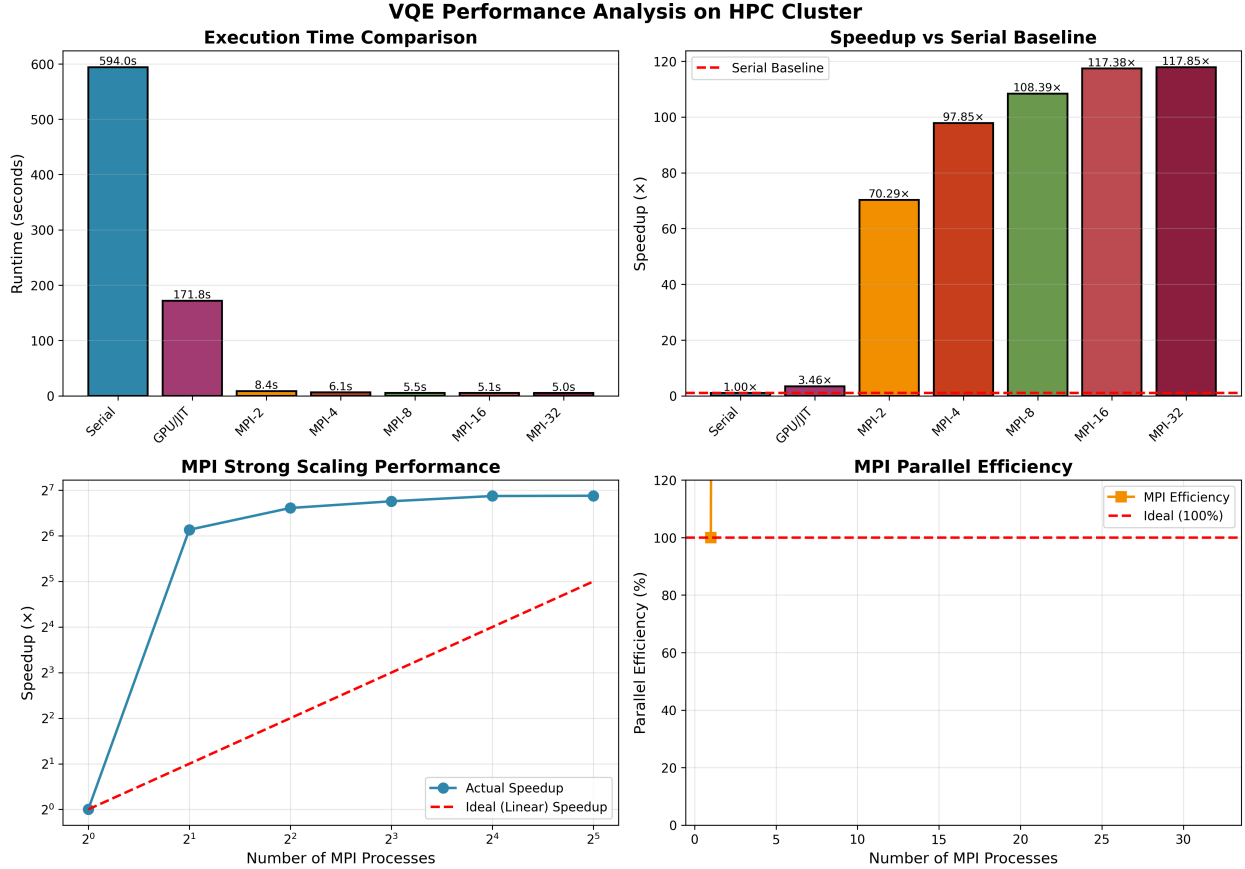 VQE Performance Analysis on HPC Cluster
Execution Time Comparison
Runtime (seconds)
600
500
400
300
200
100
0
594.0s
171.8s
8.4s
6.1s
5.5s
5.1s
5.0s
Serial
GPU/JIT
MPI-2
MPI-4
MPI-8
MPI-16
MPI-32
Speedup vs Serial Baseline
Serial Baseline
Speedup (×)
120
100
80
60
40
20
0
1.00×
3.46×
70.29×
97.85×
108.39×
117.38×
117.85×
Serial
GPU/JIT
MPI-2
MPI-4
MPI-8
MPI-16
MPI-32
MPI Strong Scaling Performance
Speedup (×)
2⁷
2⁶
2⁵
2⁴
2³
2²
2¹
2⁰
Actual Speedup
Ideal (Linear) Speedup
2⁰
2¹
2²
2³
2⁴
2⁵
Number of MPI Processes
MPI Parallel Efficiency
MPI Efficiency
Ideal (100%)
Parallel Efficiency (%)
120
100
80
60
40
20
0
0
5
10
15
20
25
30
Number of MPI Processes